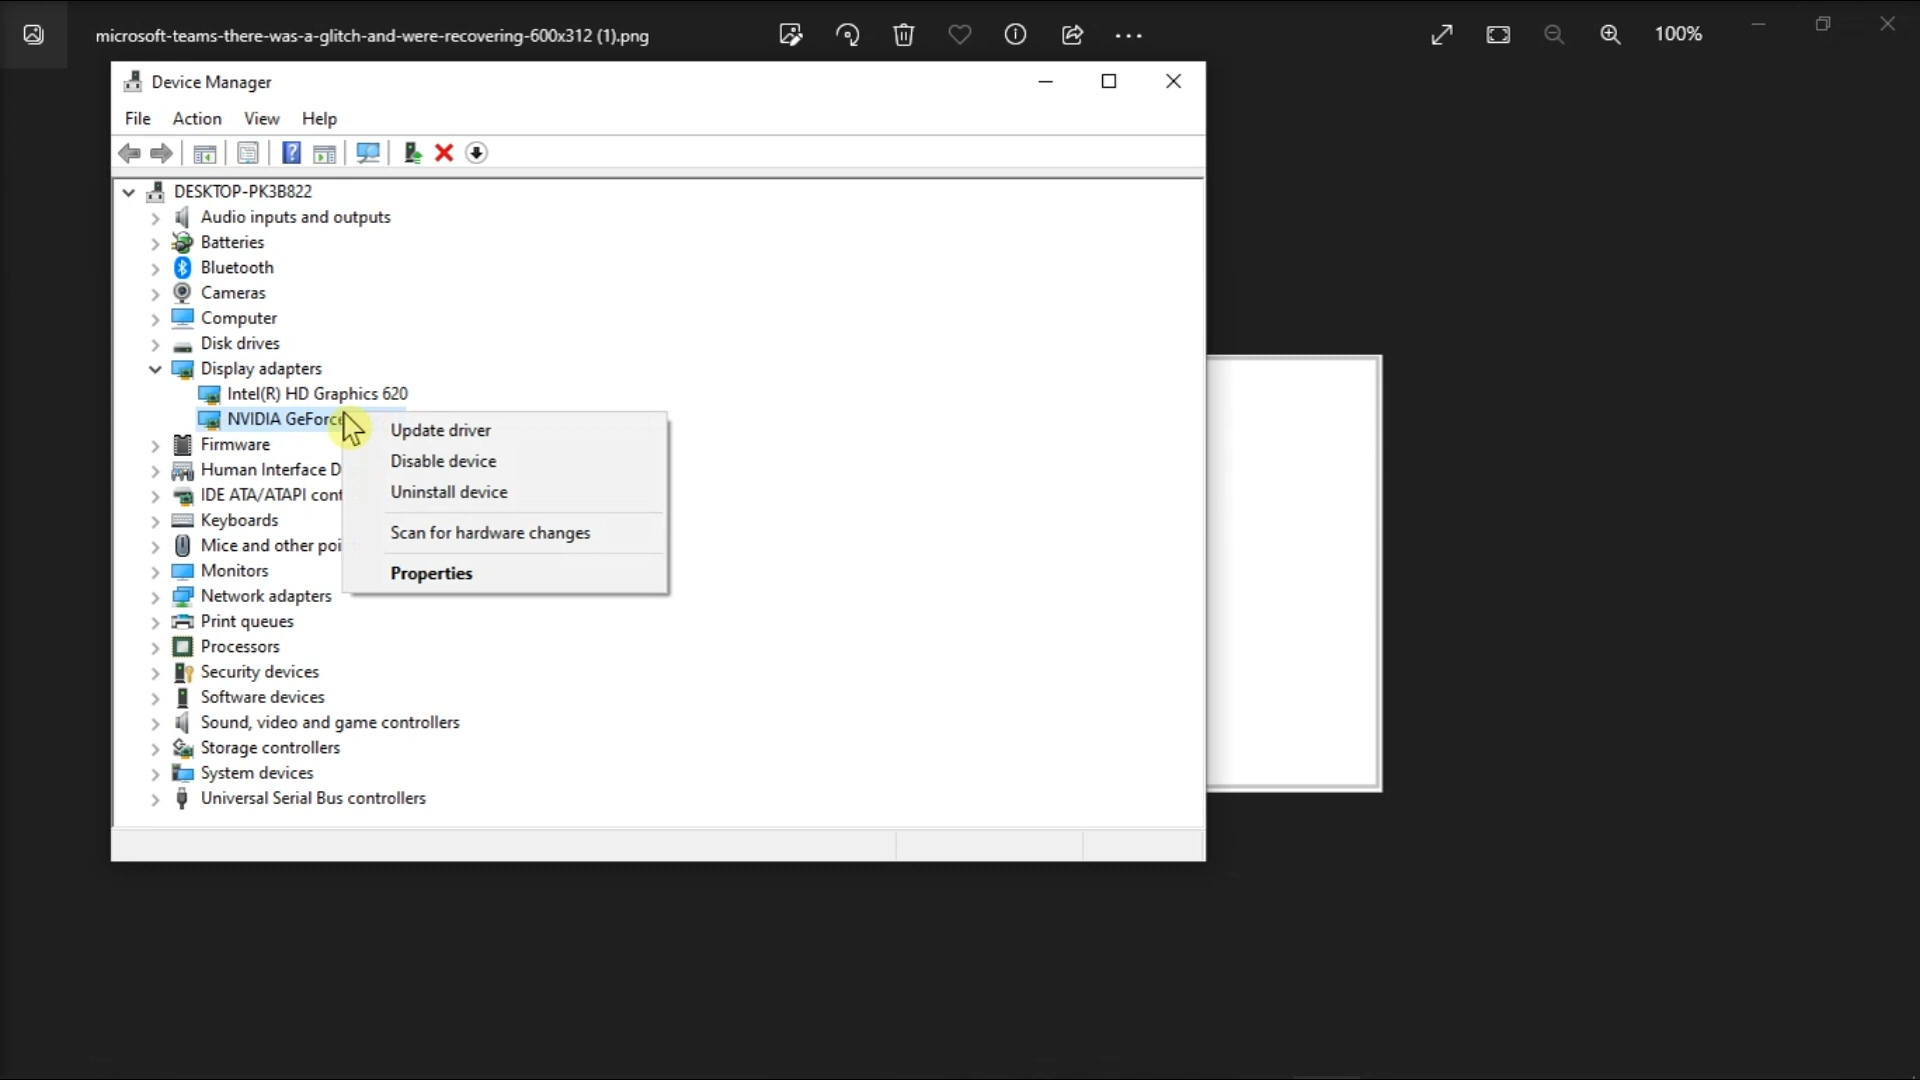 microsoft-teams-there-was-a-glitch-and-were-recovering-600x312 (1).png
100%
Device Manager
File Action View Help
DESKTOP-PK3B822
Audio inputs and outputs
Batteries
Bluetooth
Cameras
Computer
Disk drives
Display adapters
Intel(R) HD Graphics 620
NVIDIA GeForce
Firmware
Human Interface D
IDE ATA/ATAPI cont
Keyboards
Mice and other poi
Monitors
Network adapters
Print queues
Processors
Security devices
Software devices
Sound, video and game controllers
Storage controllers
System devices
Universal Serial Bus controllers
Update driver
Disable device
Uninstall device
Scan for hardware changes
Properties